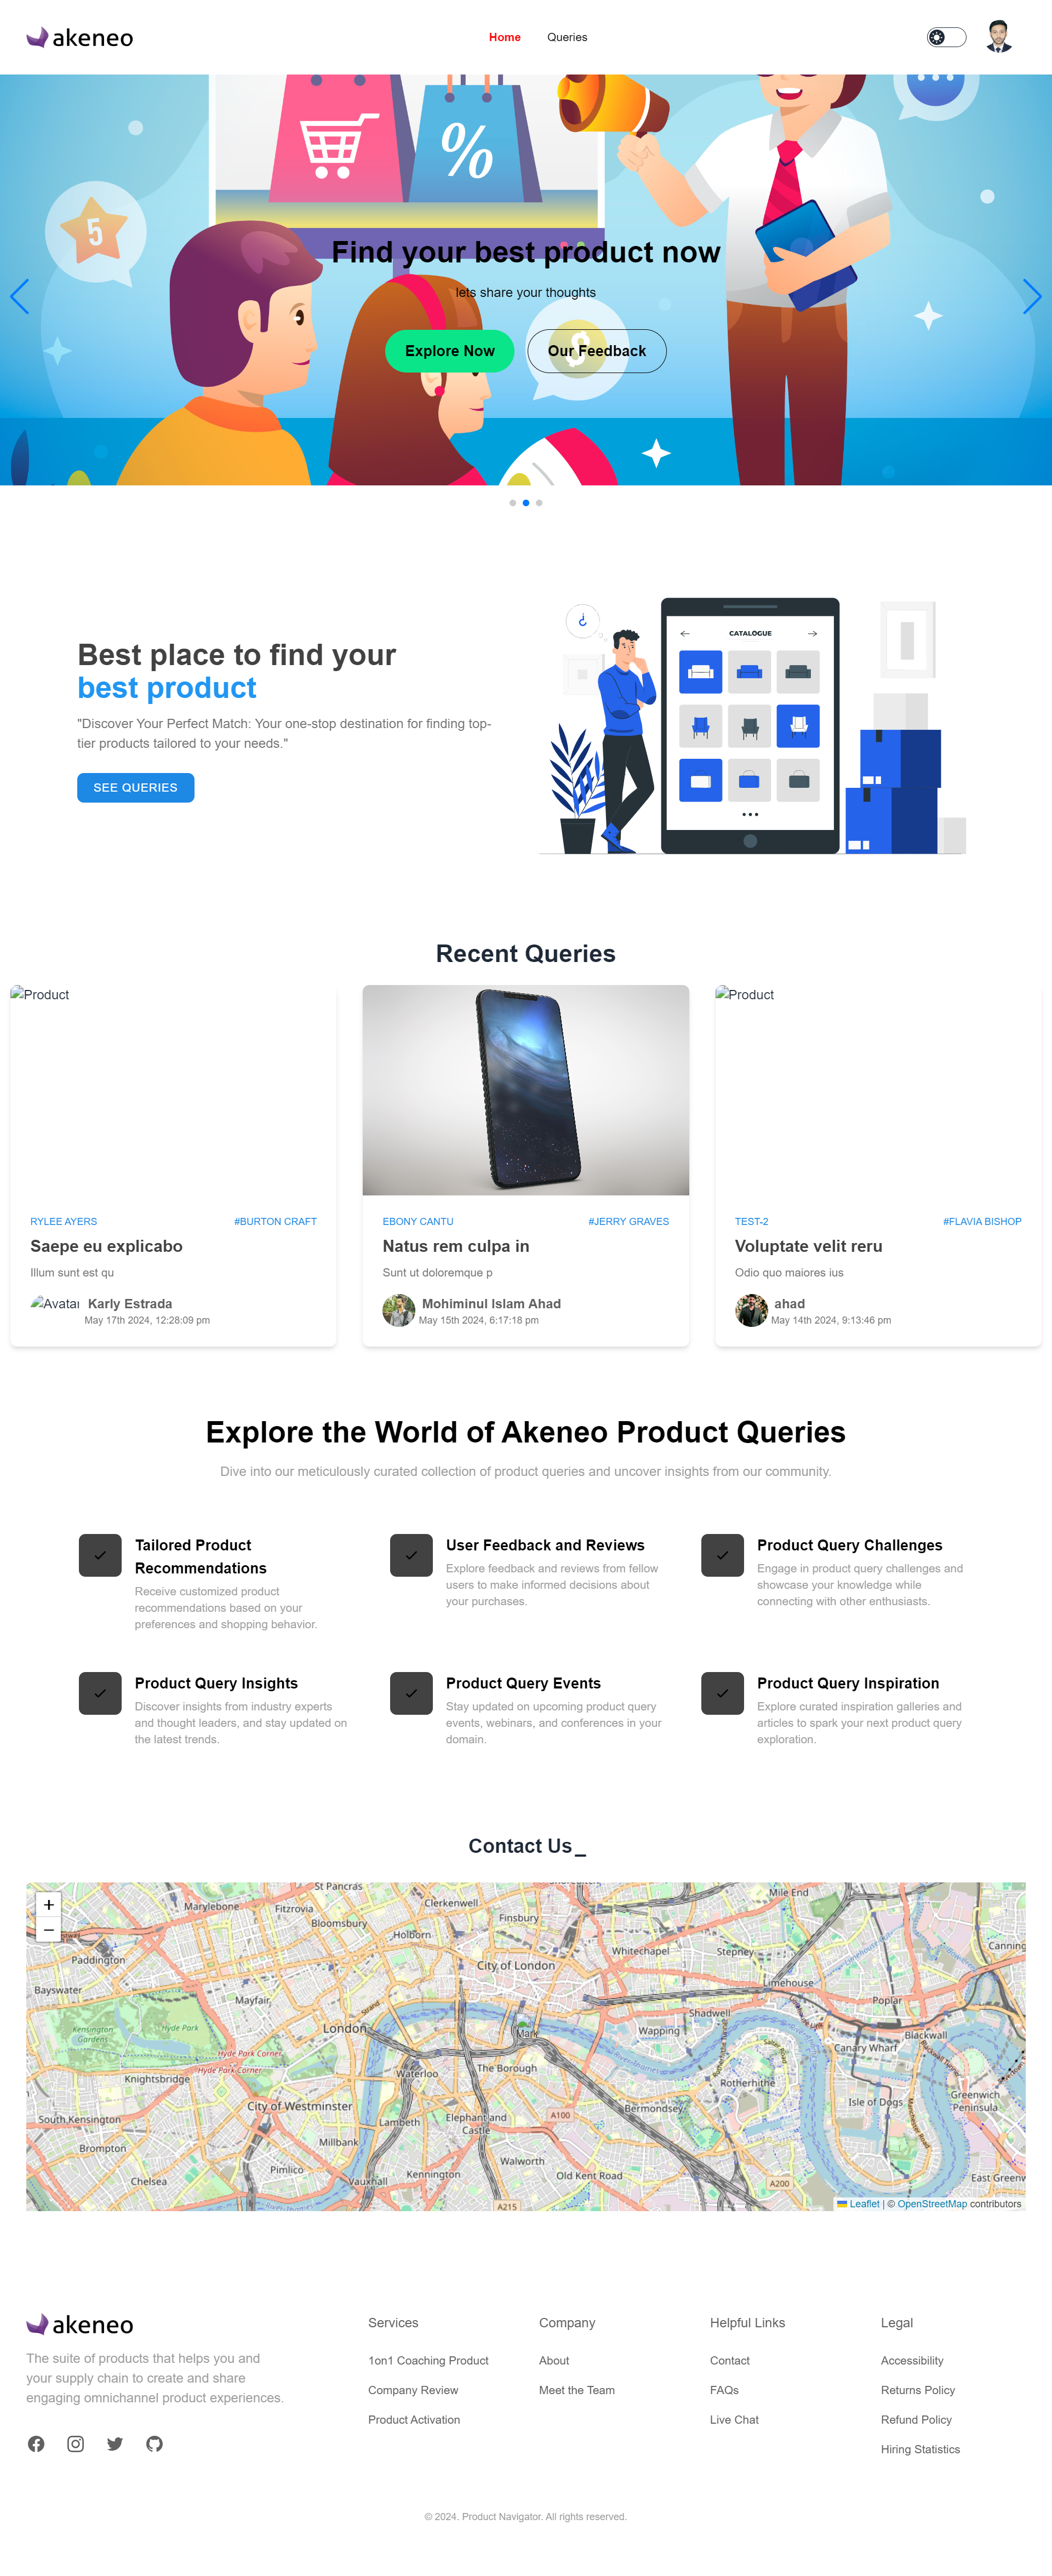 akeneo
Home
Queries
5
%
Find your best product now
lets share your thoughts
Explore Now
Our Feedback
$
Best place to find your
best product
"Discover Your Perfect Match: Your one-stop destination for finding top-
tier products tailored to your needs."
SEE QUERIES
CATALOGUE
Recent Queries
Product
Product
RYLEE AYERS
#BURTON CRAFT
Saepe eu explicabo
Illum sunt est qu
Avatar
Karly Estrada
May 17th 2024, 12:28:09 pm
EBONY CANTU
#JERRY GRAVES
Natus rem culpa in
Sunt ut doloremque p
Mohiminul Islam Ahad
May 15th 2024, 6:17:18 pm
TEST-2
#FLAVIA BISHOP
Voluptate velit reru
Odio quo maiores ius
ahad
May 14th 2024, 9:13:46 pm
Explore the World of Akeneo Product Queries
Dive into our meticulously curated collection of product queries and uncover insights from our community.
Tailored Product
Recommendations
Receive customized product
recommendations based on your
preferences and shopping behavior.
User Feedback and Reviews
Explore feedback and reviews from fellow
users to make informed decisions about
your purchases.
Product Query Challenges
Engage in product query challenges and
showcase your knowledge while
connecting with other enthusiasts.
Product Query Insights
Discover insights from industry experts
and thought leaders, and stay updated on
the latest trends.
Product Query Events
Stay updated on upcoming product query
events, webinars, and conferences in your
domain.
Product Query Inspiration
Explore curated inspiration galleries and
articles to spark your next product query
exploration.
Contact Us_
+
−
St Pancras
Mile End
Marylebone
Fitzrovia
Clerkenwell
Bloomsbury
Finsbury
Holborn
Whitechapel
Stepney
Canning
Paddington
City of London
Limehouse
Bayswater
Mayfair
Strand
Shadwell
Poplar
Kensington
Gardens
Hyde Park
London
Mark
Wapping
Blackwall
Hyde Park Corner
Hyde Park Corner
Canary Wharf
Knightsbridge
Waterloo
The Borough
Rotherhithe
Greenwich
Peninsula
South Kensington
City of Westminster
Lambeth
Elephant and
Castle
A100
Bermondsey
Isle of Dogs
Brompton
Millbank
Walworth
Chelsea
Pimlico
Vauxhall
Kennington
Old Kent Road
A200
East Greenw
A215
Leaflet | © OpenStreetMap contributors
akeneo
The suite of products that helps you and
your supply chain to create and share
engaging omnichannel product experiences.
Services
1on1 Coaching Product
Company Review
Product Activation
Company
About
Meet the Team
Helpful Links
Contact
FAQs
Live Chat
Legal
Accessibility
Returns Policy
Refund Policy
Hiring Statistics
© 2024. Product Navigator. All rights reserved.